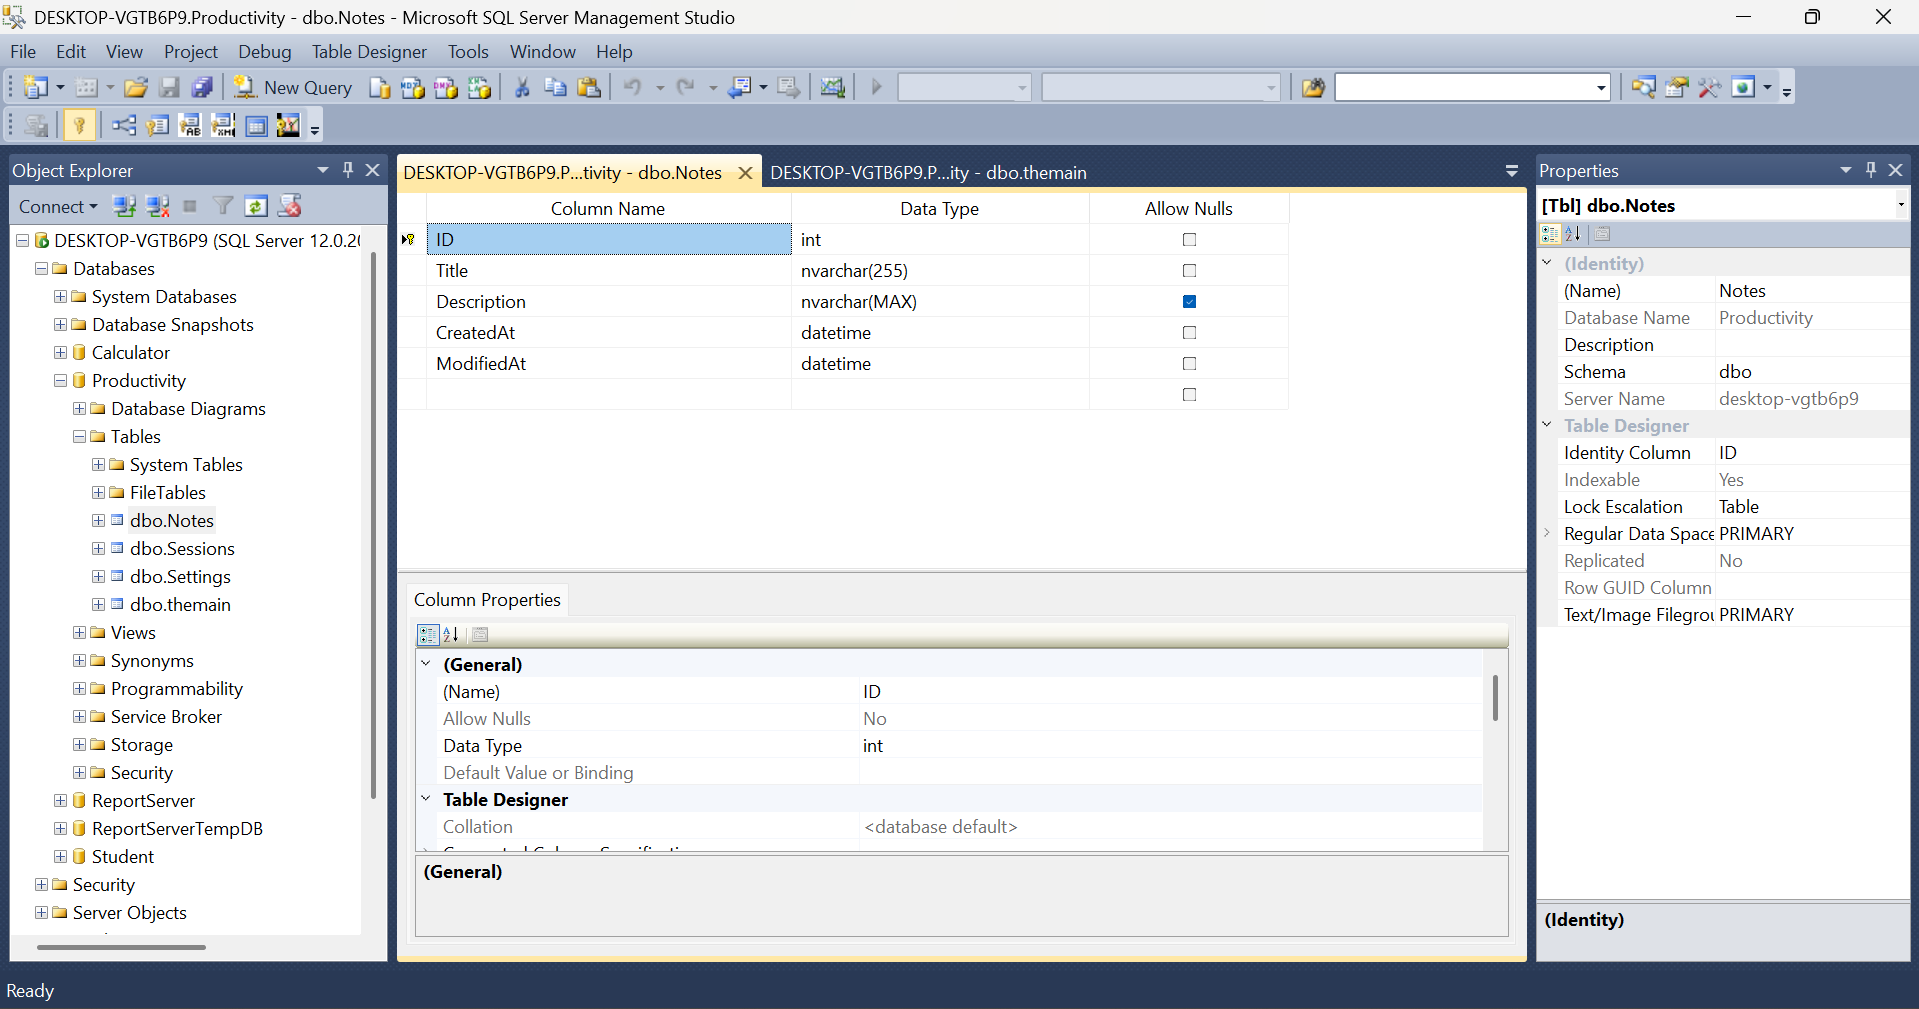 DESKTOP-VGTB6P9.Productivity - dbo.Notes - Microsoft SQL Server Management Studio
File Edit View Project Debug Table Designer Tools Window Help
New Query
Object Explorer
Connect
DESKTOP-VGTB6P9 (SQL Server 12.0.20
Databases
System Databases
Database Snapshots
Calculator
Productivity
Database Diagrams
Tables
System Tables
FileTables
dbo.Notes
dbo.Sessions
dbo.Settings
dbo.themain
Views
Synonyms
Programmability
Service Broker
Storage
Security
ReportServer
ReportServerTempDB
Student
Security
Server Objects
DESKTOP-VGTB6P9.P...tivity - dbo.Notes DESKTOP-VGTB6P9.P...ity - dbo.themain
Column Name Data Type Allow Nulls
ID int
Title nvarchar(255)
Description nvarchar(MAX)
CreatedAt datetime
ModifiedAt datetime
Column Properties
(General)
(Name) ID
Allow Nulls No
Data Type int
Default Value or Binding
Table Designer
Collation <database default>
(General)
Properties
[Tbl] dbo.Notes
(Identity)
(Name) Notes
Database Name Productivity
Description
Schema dbo
Server Name desktop-vgtb6p9
Table Designer
Identity Column ID
Indexable Yes
Lock Escalation Table
Regular Data Space PRIMARY
Replicated No
Row GUID Column
Text/Image Filegrou PRIMARY
(Identity)
Ready